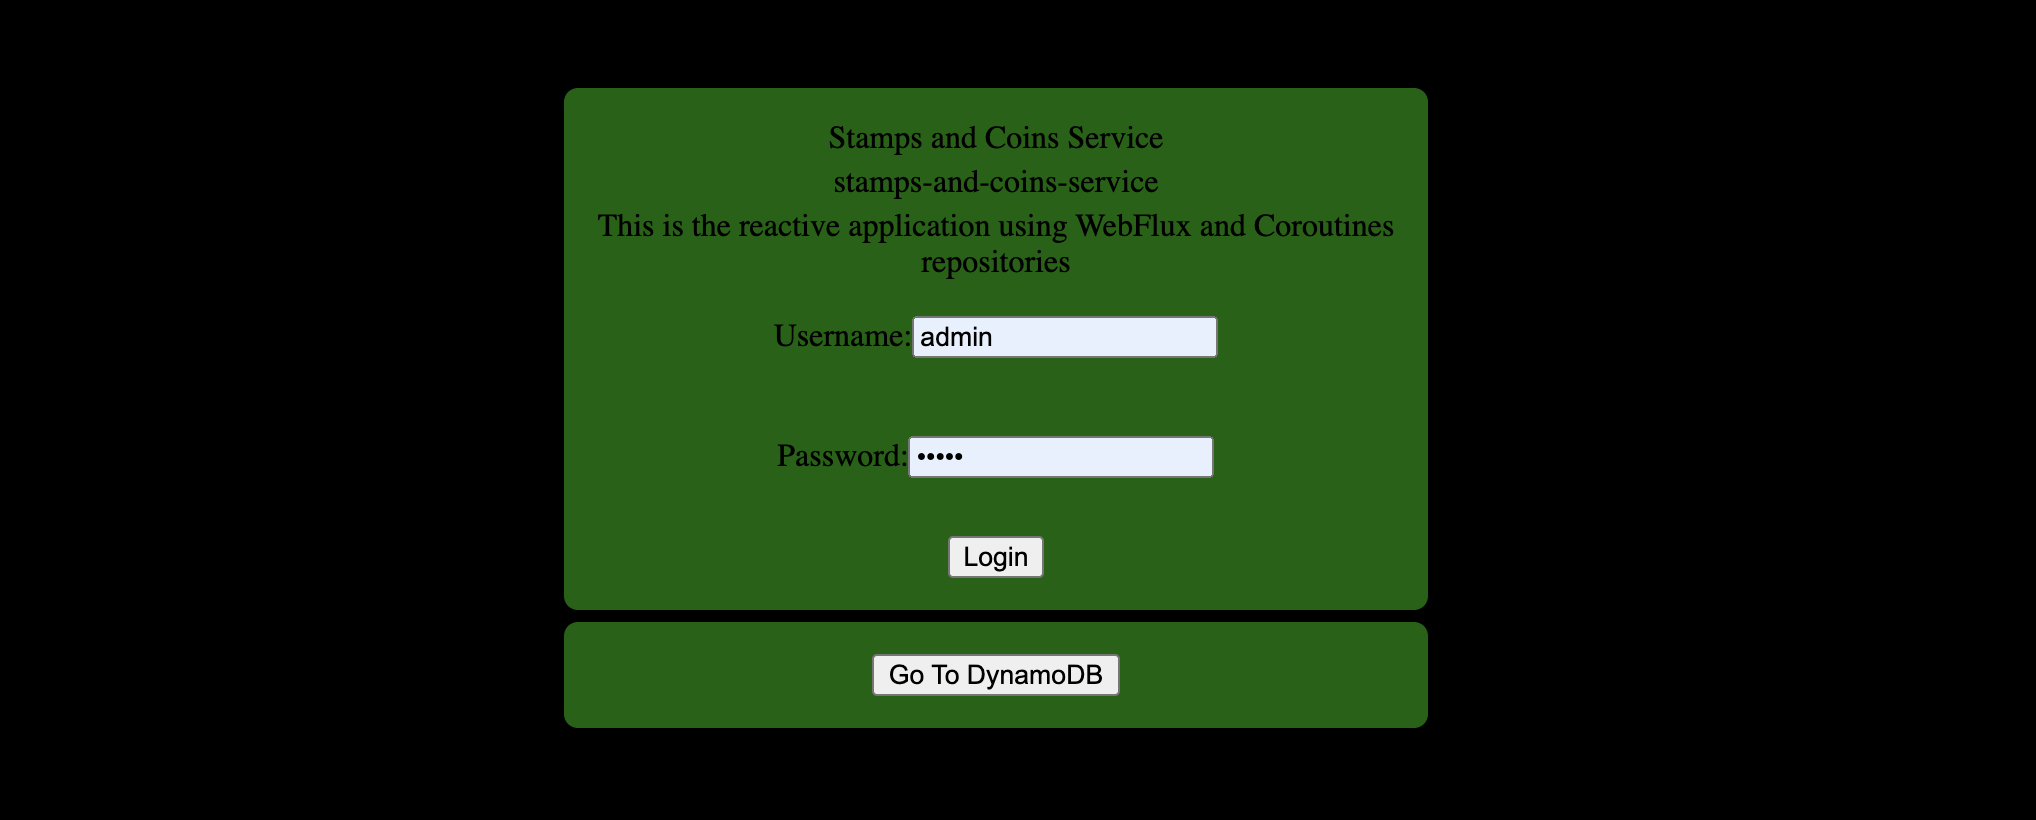 Stamps and Coins Service
stamps-and-coins-service
This is the reactive application using WebFlux and Coroutines
repositories
Username: admin
Password: •••••
Login
Go To DynamoDB